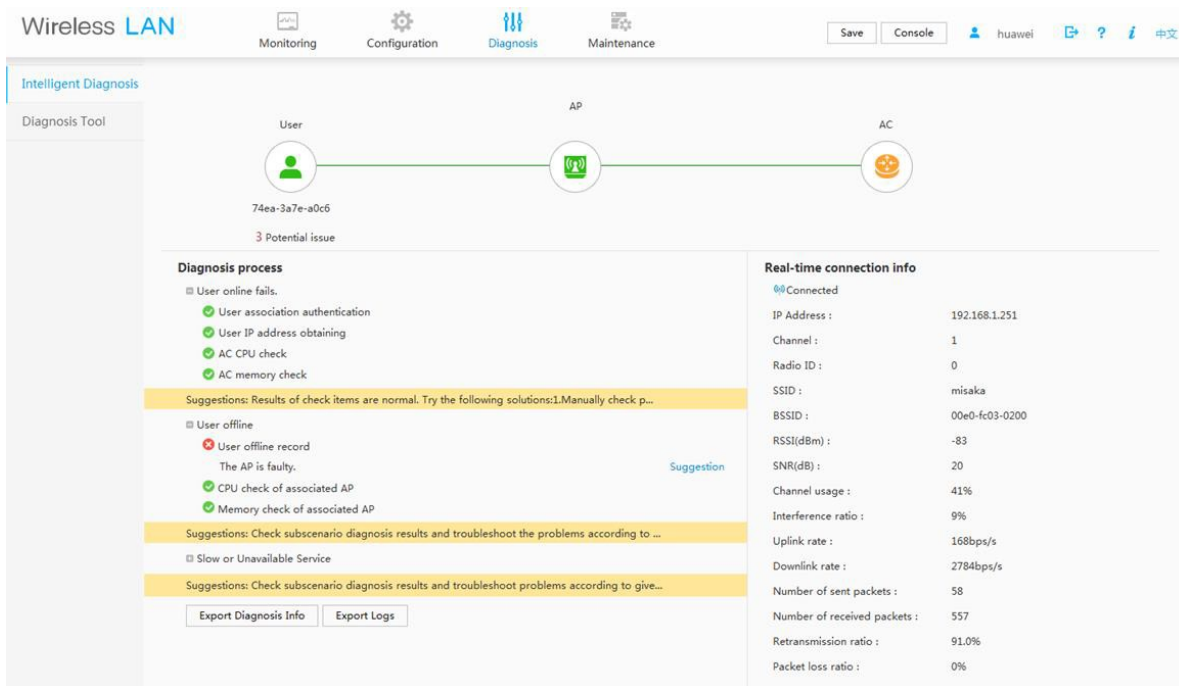 Wireless LAN
Monitoring
Configuration
Diagnosis
Maintenance
Save
Console
huawei
?
i
中文
Intelligent Diagnosis
Diagnosis Tool
User
AP
AC
74ea-3a7e-a0c6
3 Potential issue
Diagnosis process
User online fails.
User association authentication
User IP address obtaining
AC CPU check
AC memory check
Suggestions: Results of check items are normal. Try the following solutions:1.Manually check p...
User offline
User offline record
The AP is faulty. Suggestion
CPU check of associated AP
Memory check of associated AP
Suggestions: Check subscenario diagnosis results and troubleshoot the problems according to ...
Slow or Unavailable Service
Suggestions: Check subscenario diagnosis results and troubleshoot problems according to give...
Export Diagnosis Info
Export Logs
Real-time connection info
Connected
IP Address : 192.168.1.251
Channel : 1
Radio ID : 0
SSID : misaka
BSSID : 00e0-fc03-0200
RSSI(dBm) : -83
SNR(dB) : 20
Channel usage : 41%
Interference ratio : 9%
Uplink rate : 168bps/s
Downlink rate : 2784bps/s
Number of sent packets : 58
Number of received packets : 557
Retransmission ratio : 91.0%
Packet loss ratio : 0%